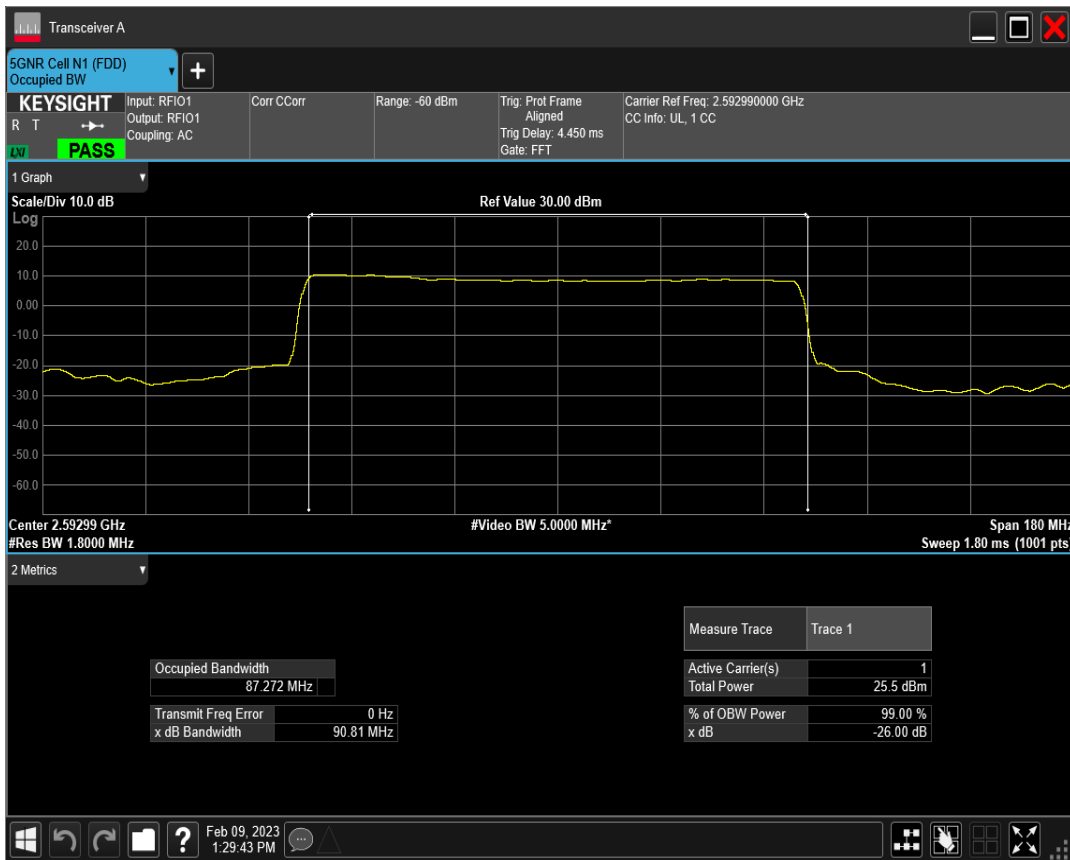 Transceiver A
5GNR Cell N1 (FDD)
Occupied BW
+
KEYSIGHT
R T
LXI
PASS
Input: RFIO1
Output: RFIO1
Coupling: AC
Corr CCorr
Range: -60 dBm
Trig: Prot Frame
Aligned
Trig Delay: 4.450 ms
Gate: FFT
Carrier Ref Freq: 2.592990000 GHz
CC Info: UL, 1 CC
1 Graph
Scale/Div 10.0 dB
Ref Value 30.00 dBm
Log
20.0
10.0
0.00
-10.0
-20.0
-30.0
-40.0
-50.0
-60.0
Center 2.59299 GHz
#Video BW 5.0000 MHz*
Span 180 MHz
#Res BW 1.8000 MHz
Sweep 1.80 ms (1001 pts)
2 Metrics
Measure Trace Trace 1
Occupied Bandwidth
87.272 MHz
Active Carrier(s) 1
Total Power 25.5 dBm
Transmit Freq Error 0 Hz
x dB Bandwidth 90.81 MHz
% of OBW Power 99.00 %
x dB -26.00 dB
?
Feb 09, 2023
1:29:43 PM